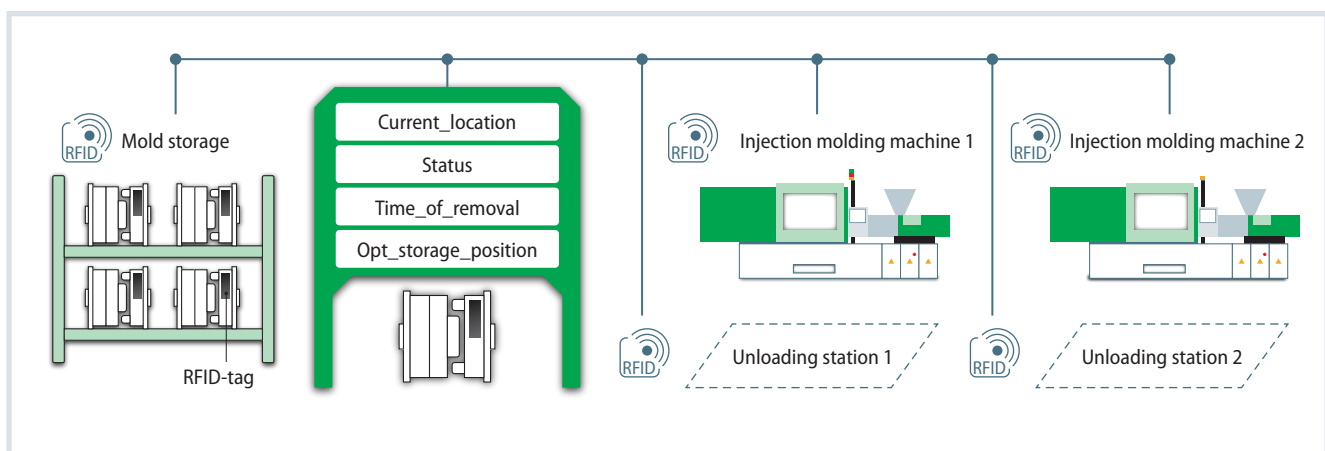 RFID
Mold storage
RFID-tag
Current_location
Status
Time_of_removal
Opt_storage_position
RFID
Injection molding machine 1
RFID
Unloading station 1
RFID
Injection molding machine 2
RFID
Unloading station 2